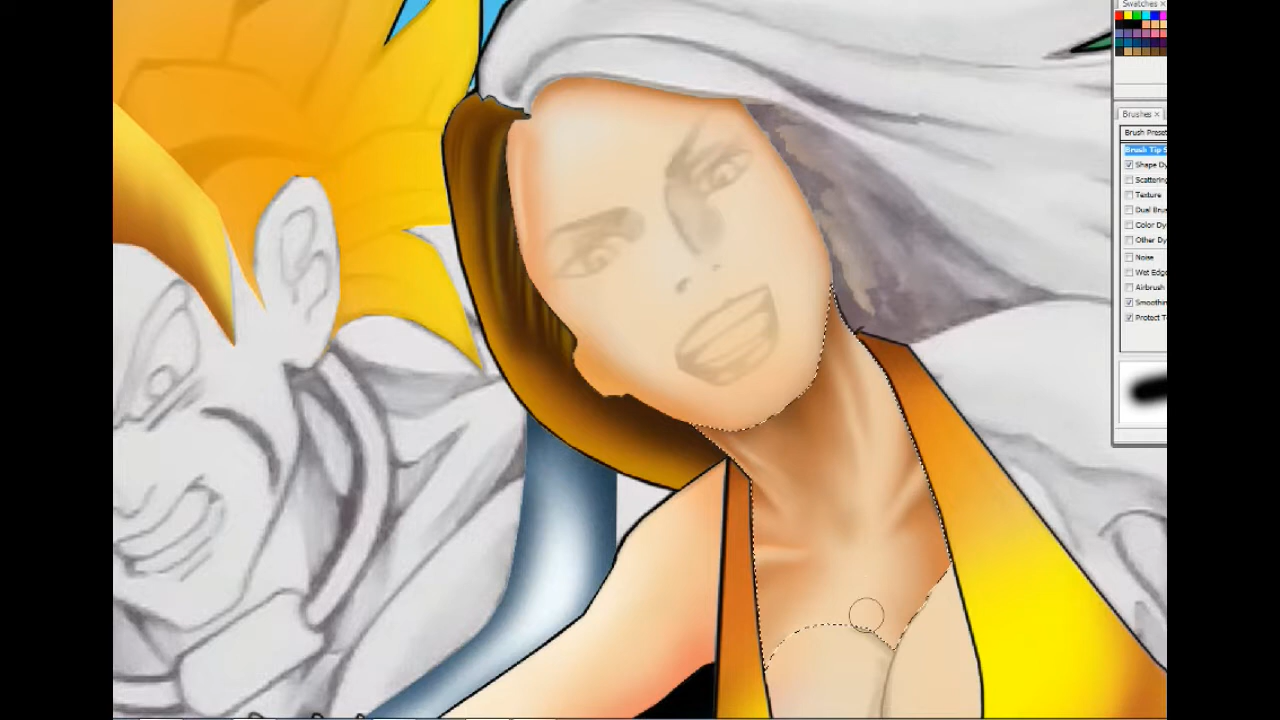 Swatches ×
Brushes ×
Brush Prese
Brush Tip S
Shape Dy
Scattering
Texture
Dual Brus
Color Dy
Other Dy
Noise
Wet Edge
Airbrush
Smoothin
Protect T